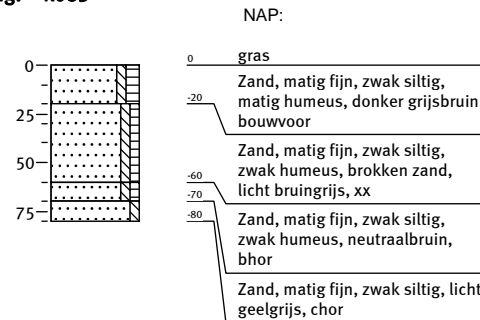 NAP:
0
25
50
75
0
-20
-60
-70
-80
gras
Zand, matig fijn, zwak siltig,
matig humeus, donker grijsbruin
bouwvoor
Zand, matig fijn, zwak siltig,
zwak humeus, brokken zand,
licht bruingrijs, xx
Zand, matig fijn, zwak siltig,
zwak humeus, neutraalbruin,
bhor
Zand, matig fijn, zwak siltig, licht
geelgrijs, chor